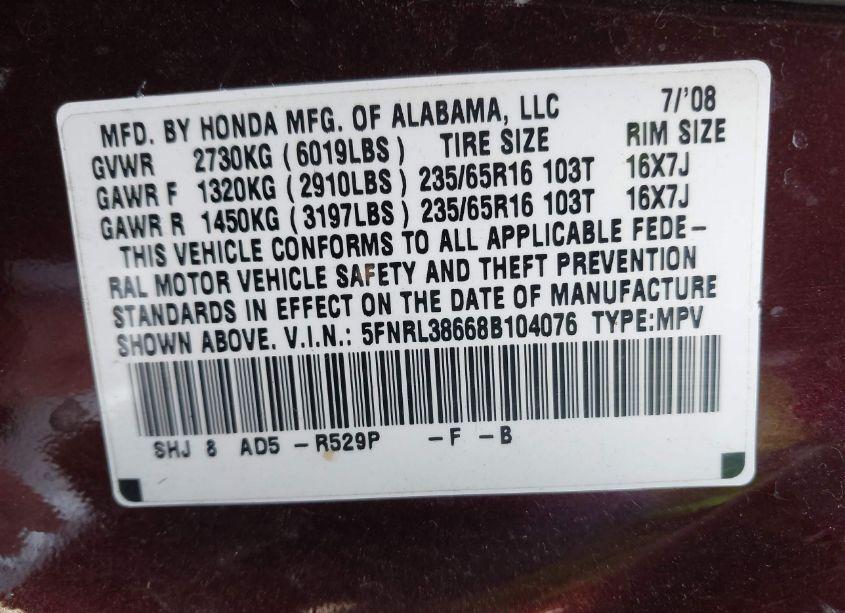 MFD. BY HONDA MFG. OF ALABAMA, LLC 7/'08
GVWR 2730KG (6019LBS) TIRE SIZE RIM SIZE
GAWR F 1320KG (2910LBS) 235/65R16 103T 16X7J
GAWR R 1450KG (3197LBS) 235/65R16 103T 16X7J
THIS VEHICLE CONFORMS TO ALL APPLICABLE FEDE-
RAL MOTOR VEHICLE SAFETY AND THEFT PREVENTION
STANDARDS IN EFFECT ON THE DATE OF MANUFACTURE
SHOWN ABOVE. V.I.N.: 5FNRL38668B104076 TYPE:MPV
SHJ 8 AD5 -R529P -F -B